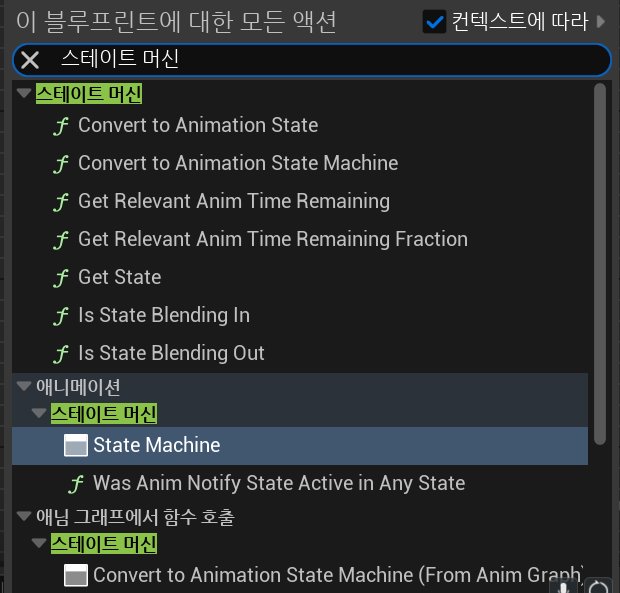 이 블루프린트에 대한 모든 액션
컨텍스트에 따라
스테이트 머신
스테이트 머신
Convert to Animation State
Convert to Animation State Machine
Get Relevant Anim Time Remaining
Get Relevant Anim Time Remaining Fraction
Get State
Is State Blending In
Is State Blending Out
애니메이션
스테이트 머신
State Machine
Was Anim Notify State Active in Any State
애님 그래프에서 함수 호출
스테이트 머신
Convert to Animation State Machine (From Anim Graph)